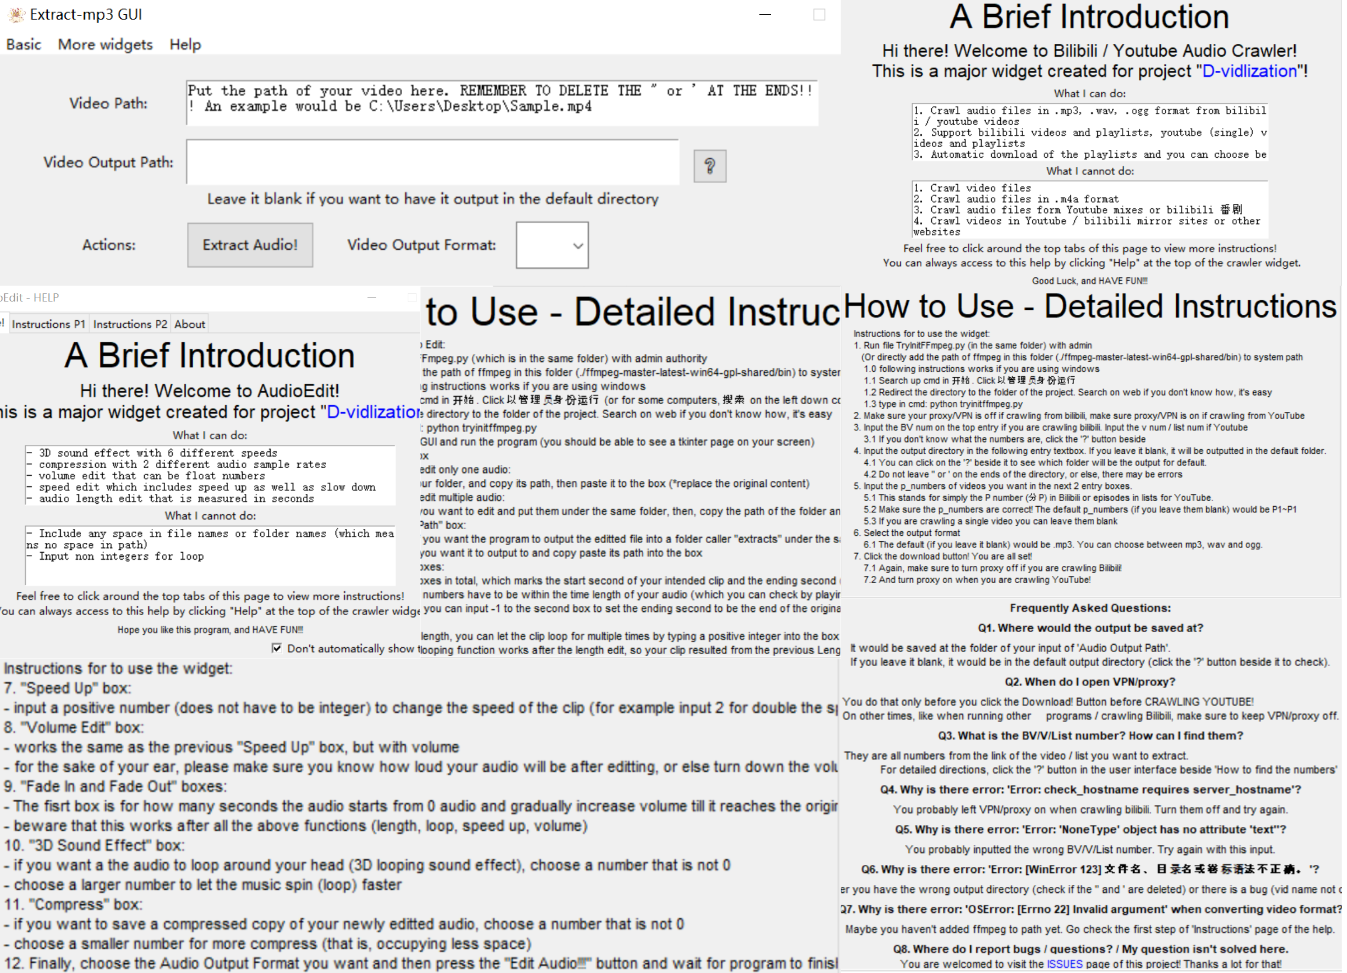 Extract-mp3 GUI
Basic More widgets Help
Video Path:
Put the path of your video here. REMEMBER TO DELETE THE " or ' AT THE ENDS!!
! An example would be C:\Users\Desktop\Sample.mp4
Video Output Path:
?
Leave it blank if you want to have it output in the default directory
Actions:
Extract Audio!
Video Output Format:
A Brief Introduction
Hi there! Welcome to Bilibili / Youtube Audio Crawler!
This is a major widget created for project "D-vidlization"!
What I can do:
1. Crawl audio files in .mp3, .wav, .ogg format from bilibil
i / youtube videos
2. Support bilibili videos and playlists, youtube (single) v
ideos and playlists
3. Automatic download of the playlists and you can choose be
What I cannot do:
1. Crawl video files
2. Crawl audio files in .m4a format
3. Crawl audio files form Youtube mixes or bilibili 番剧
4. Crawl videos in Youtube / bilibili mirror sites or other
websites
Feel free to click around the top tabs of this page to view more instructions!
You can always access to this help by clicking "Help" at the top of the crawler widget.
Good Luck, and HAVE FUN!!!
oEdit - HELP
! Instructions P1 Instructions P2 About
A Brief Introduction
Hi there! Welcome to AudioEdit!
his is a major widget created for project "D-vidlization
What I can do:
- 3D sound effect with 6 different speeds
- compression with 2 different audio sample rates
- volume edit that can be float numbers
- speed edit which includes speed up as well as slow down
- audio length edit that is measured in seconds
What I cannot do:
- Include any space in file names or folder names (which mea
ns no space in path)
- Input non integers for loop
Feel free to click around the top tabs of this page to view more instructions!
You can always access to this help by clicking "Help" at the top of the crawler widge
Hope you like this program, and HAVE FUN!!!
Don't automatically show t
to Use - Detailed Instruc
o Edit:
Fmpeg.py (which is in the same folder) with admin authority
the path of ffmpeg in this folder (./ffmpeg-master-latest-win64-gpl-shared/bin) to system
g instructions works if you are using windows
cmd in 开始. Click 以管理员身份运行 (or for some computers, 搜索 on the left down co
e directory to the folder of the project. Search on web if you don't know how, it's easy
: python tryinitffmpeg.py
GUI and run the program (you should be able to see a tkinter page on your screen)
ox
edit only one audio:
our folder, and copy its path, then paste it to the box (*replace the original content)
edit multiple audio:
you want to edit and put them under the same folder, then, copy the path of the folder an
Path" box:
you want the program to output the editted file into a folder caller "extracts" under the sa
you want it to output to and copy paste its path into the box
oxes:
oxes in total, which marks the start second of your intended clip and the ending second
numbers have to be within the time length of your audio (which you can check by playin
you can input -1 to the second box to set the ending second to be the end of the origina
length, you can let the clip loop for multiple times by typing a positive integer into the box
looping function works after the length edit, so your clip resulted from the previous Leng
How to Use - Detailed Instructions
Instructions for to use the widget:
1. Run file TryInitFFmpeg.py (in the same folder) with admin
(Or directly add the path of ffmpeg in this folder (./ffmpeg-master-latest-win64-gpl-shared/bin) to system path
1.0 following instructions works if you are using windows
1.1 Search up cmd in 开始. Click 以管理员身份运行
1.2 Redirect the directory to the folder of the project. Search on web if you don't know how, it's easy
1.3 type in cmd: python tryinitffmpeg.py
2. Make sure your proxy/VPN is off if crawling from bilibili, make sure proxy/VPN is on if crawling from YouTube
3. Input the BV num on the top entry if you are crawling bilibili. Input the v num / list num if Youtube
3.1 If you don't know what the numbers are, click the '?' button beside
4. Input the output directory in the following entry textbox. If you leave it blank, it will be outputted in the default folder.
4.1 You can click on the '?' beside it to see which folder will be the output for default.
4.2 Do not leave " or ' on the ends of the directory, or else, there may be errors
5. Input the p_numbers of videos you want in the next 2 entry boxes.
5.1 This stands for simply the P number (分P) in Bilibili or episodes in lists for YouTube.
5.2 Make sure the p_numbers are correct! The default p_numbers (if you leave them blank) would be P1~P1
5.3 If you are crawling a single video you can leave them blank
6. Select the output format
6.1 The default (if you leave it blank) would be .mp3. You can choose between mp3, wav and ogg.
7. Click the download button! You are all set!
7.1 Again, make sure to turn proxy off if you are crawling Bilibili!
7.2 And turn proxy on when you are crawling YouTube!
Instructions for to use the widget:
7. "Speed Up" box:
- input a positive number (does not have to be integer) to change the speed of the clip (for example input 2 for double the sp
8. "Volume Edit" box:
- works the same as the previous "Speed Up" box, but with volume
- for the sake of your ear, please make sure you know how loud your audio will be after editting, or else turn down the volu
9. "Fade In and Fade Out" boxes:
- The fisrt box is for how many seconds the audio starts from 0 audio and gradually increase volume till it reaches the origin
- beware that this works after all the above functions (length, loop, speed up, volume)
10. "3D Sound Effect" box:
- if you want a the audio to loop around your head (3D looping sound effect), choose a number that is not 0
- choose a larger number to let the music spin (loop) faster
11. "Compress" box:
- if you want to save a compressed copy of your newly editted audio, choose a number that is not 0
- choose a smaller number for more compress (that is, occupying less space)
12. Finally, choose the Audio Output Format you want and then press the "Edit Audio!!!" button and wait for program to finish
Frequently Asked Questions:
Q1. Where would the output be saved at?
It would be saved at the folder of your input of 'Audio Output Path'.
If you leave it blank, it would be in the default output directory (click the '?' button beside it to check).
Q2. When do I open VPN/proxy?
You do that only before you click the Download! Button before CRAWLING YOUTUBE!
On other times, like when running other programs / crawling Bilibili, make sure to keep VPN/proxy off.
Q3. What is the BV/V/List number? How can I find them?
They are all numbers from the link of the video / list you want to extract.
For detailed directions, click the '?' button in the user interface beside 'How to find the numbers'
Q4. Why is there error: 'Error: check_hostname requires server_hostname'?
You probably left VPN/proxy on when crawling bilibili. Turn them off and try again.
Q5. Why is there error: 'Error: 'NoneType' object has no attribute 'text''?
You probably inputted the wrong BV/V/List number. Try again with this input.
Q6. Why is there error: 'Error: [WinError 123] 文件名、目录名或卷标语法不正确。'?
er you have the wrong output directory (check if the " and ' are deleted) or there is a bug (vid name not c
Q7. Why is there error: 'OSError: [Errno 22] Invalid argument' when converting video format?
Maybe you haven't added ffmpeg to path yet. Go check the first step of 'Instructions' page of the help.
Q8. Where do I report bugs / questions? / My question isn't solved here.
You are welcomed to visit the ISSUES page of this project! Thanks a lot for that!